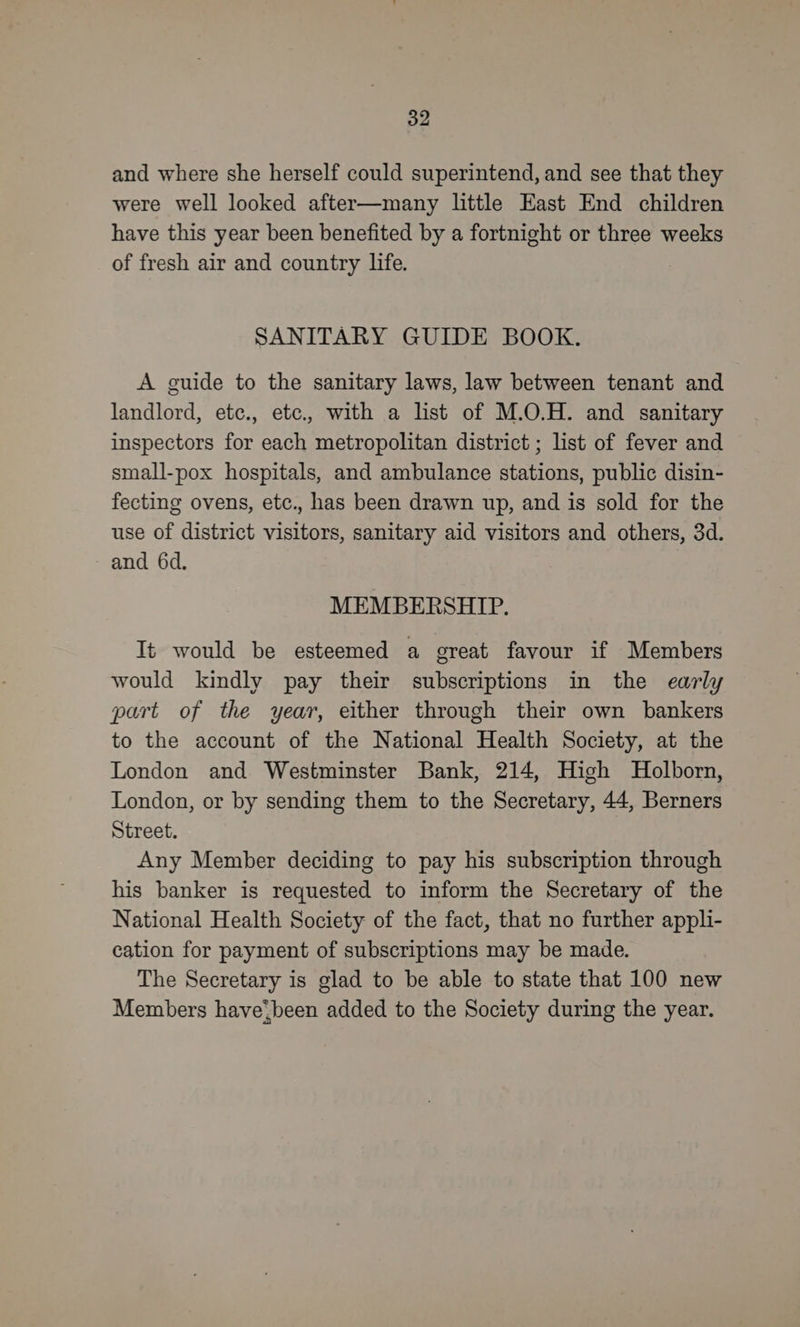 32
and where she herself could superintend, and see that they
were well looked after—many little East End children
have this year been benefited by a fortnight or three weeks
of fresh air and country life.
SANITARY GUIDE BOOK.
A guide to the sanitary laws, law between tenant and
landlord, etc., etc., with a list of M.O.H. and sanitary
inspectors for each metropolitan district; list of fever and
small-pox hospitals, and ambulance stations, public disin-
fecting ovens, etc., has been drawn up, and is sold for the
use of district visitors, sanitary aid visitors and others, 3d.
and 6d.
MEMBERSHIP.
It would be esteemed a great favour if Members
would kindly pay their subscriptions in the early
part of the year, either through their own bankers
to the account of the National Health Society, at the
London and Westminster Bank, 214, High Holborn,
London, or by sending them to the Secretary, 44, Berners
Street.
Any Member deciding to pay his subscription through
his banker is requested to inform the Secretary of the
National Health Society of the fact, that no further appli-
cation for payment of subscriptions may be made.
The Secretary is glad to be able to state that 100 new
Members have been added to the Society during the year.